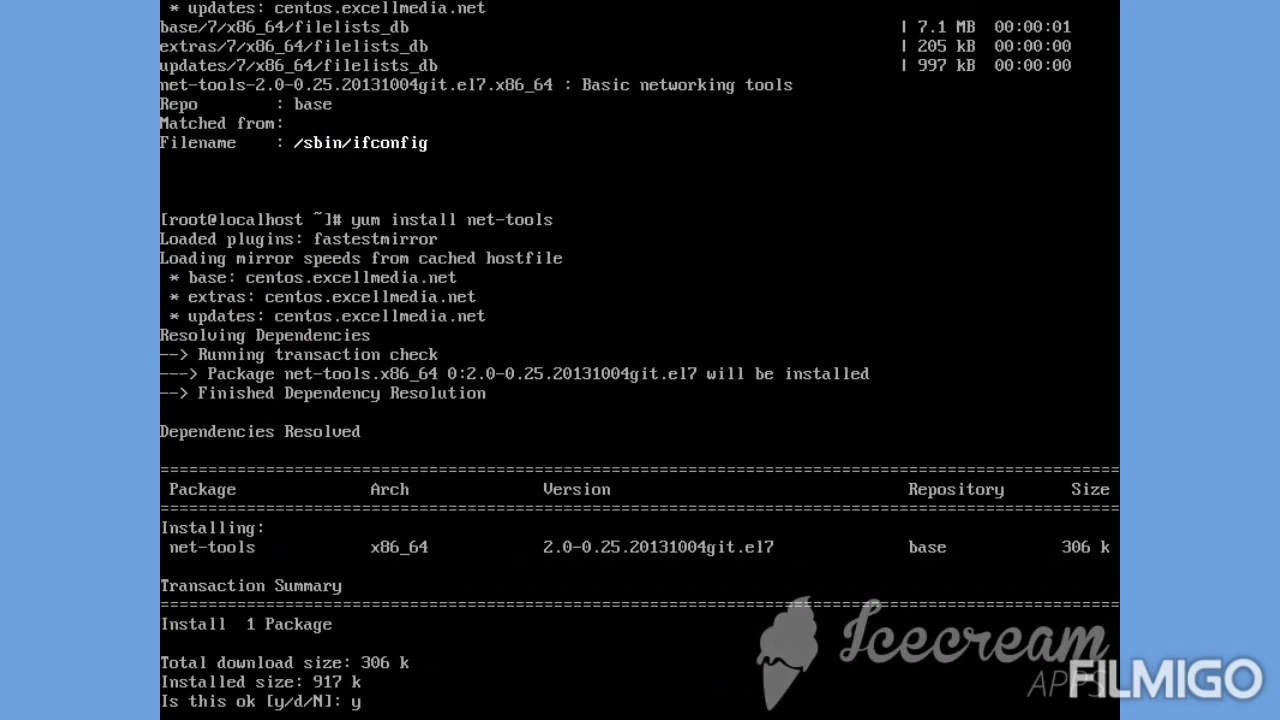 * updates: centos.excellmedia.net
base/7/x86_64/filelists_db | 7.1 MB 00:00:01
extras/7/x86_64/filelists_db | 205 kB 00:00:00
updates/7/x86_64/filelists_db | 997 kB 00:00:00
net-tools-2.0-0.25.20131004git.el7.x86_64 : Basic networking tools
Repo : base
Matched from:
Filename : /sbin/ifconfig
[root@localhost ~]# yum install net-tools
Loaded plugins: fastestmirror
Loading mirror speeds from cached hostfile
* base: centos.excellmedia.net
* extras: centos.excellmedia.net
* updates: centos.excellmedia.net
Resolving Dependencies
--> Running transaction check
---> Package net-tools.x86_64 0:2.0-0.25.20131004git.el7 will be installed
--> Finished Dependency Resolution
Dependencies Resolved
================================================================================
Package Arch Version Repository Size
================================================================================
Installing:
net-tools x86_64 2.0-0.25.20131004git.el7 base 306 k
Transaction Summary
================================================================================
Install 1 Package
Total download size: 306 k
Installed size: 917 k
Is this ok [y/d/N]: y
Icecream
APPS
FILMIGO